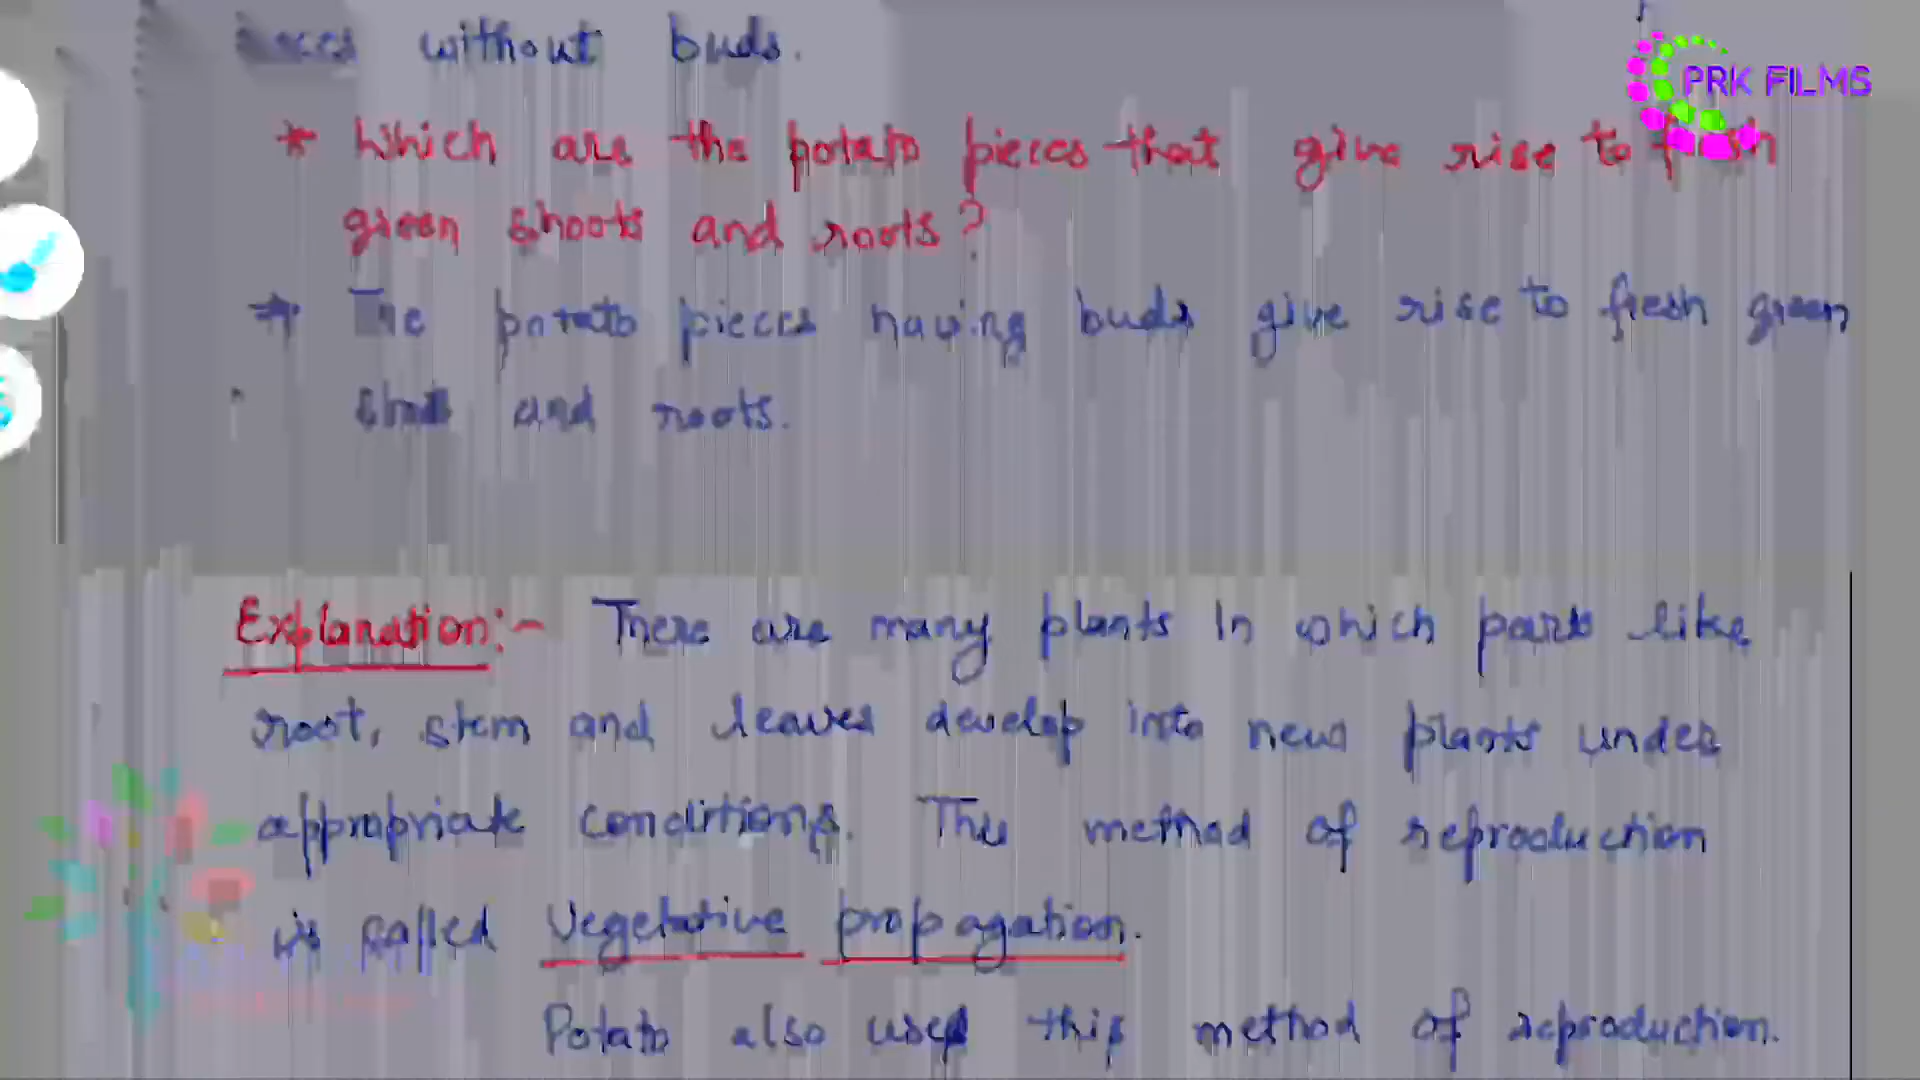 without buds.
PRK FILMS
* Which are the potato pieces that give rise to fresh
green shoots and roots?
* The potato pieces having buds give rise to fresh green
and roots.
Explanation:- There are many plants in which parts like
root, stem and leaves develop into new plants under
appropriate conditions. This method of reproduction
is called vegetative propagation.
Potato also uses this method of reproduction.